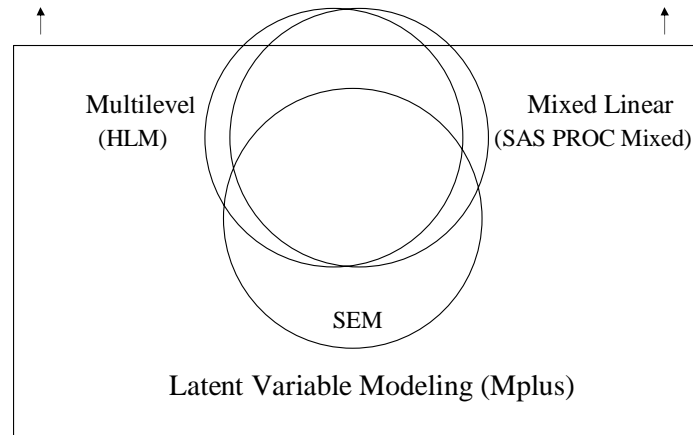 Multilevel
(HLM)
Mixed Linear
(SAS PROC Mixed)
SEM
Latent Variable Modeling (Mplus)